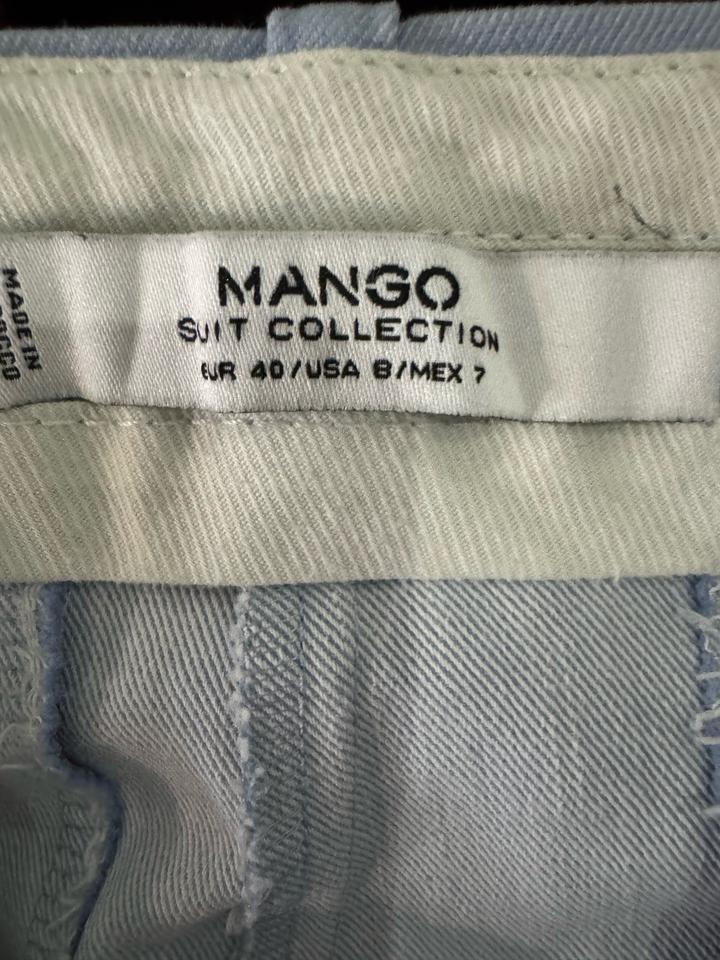 MANGO
SUIT COLLECTION
EUR 40/USA 8/MEX 7
MADE IN